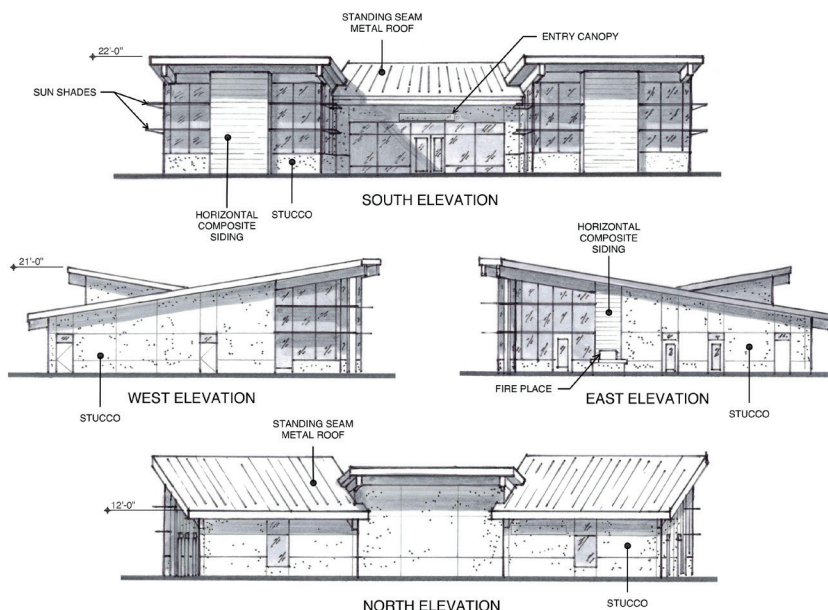 STANDING SEAM
METAL ROOF
ENTRY CANOPY
22'-0"
SUN SHADES
HORIZONTAL
COMPOSITE
SIDING
STUCCO
SOUTH ELEVATION
21'-0"
HORIZONTAL
COMPOSITE
SIDING
STUCCO
WEST ELEVATION
FIRE PLACE
EAST ELEVATION
STUCCO
STANDING SEAM
METAL ROOF
12'-0"
NORTH ELEVATION
STUCCO